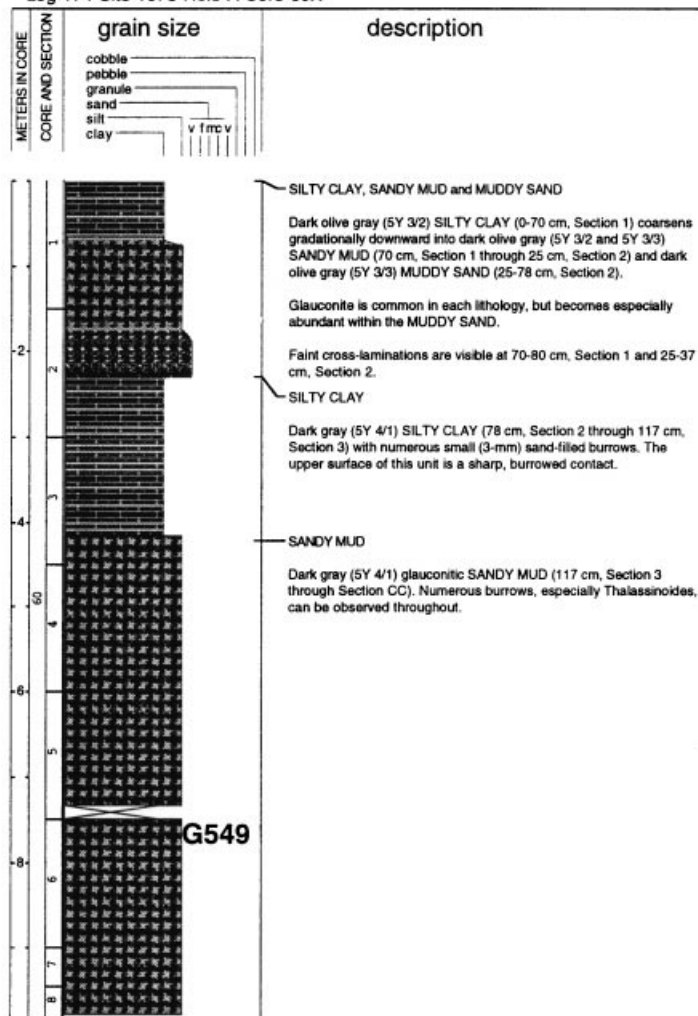 grain size
description
METERS IN CORE
CORE AND SECTION
cobble
pebble
granule
sand
silt
clay
v f m c v
SILTY CLAY, SANDY MUD and MUDDY SAND
Dark olive gray (5Y 3/2) SILTY CLAY (0-70 cm, Section 1) coarsens
gradationally downward into dark olive gray (5Y 3/2 and 5Y 3/3)
SANDY MUD (70 cm, Section 1 through 25 cm, Section 2) and dark
olive gray (5Y 3/3) MUDDY SAND (25-78 cm, Section 2).
Glauconite is common in each lithology, but becomes especially
abundant within the MUDDY SAND.
Faint cross-laminations are visible at 70-80 cm, Section 1 and 25-37
cm, Section 2.
SILTY CLAY
Dark gray (5Y 4/1) SILTY CLAY (78 cm, Section 2 through 117 cm,
Section 3) with numerous small (3-mm) sand-filled burrows. The
upper surface of this unit is a sharp, burrowed contact.
SANDY MUD
Dark gray (5Y 4/1) glauconitic SANDY MUD (117 cm, Section 3
through Section CC). Numerous burrows, especially Thalassinoides,
can be observed throughout.
1
-2-
2
3
-4-
60
4
-6-
5
G549
-8-
6
7
8